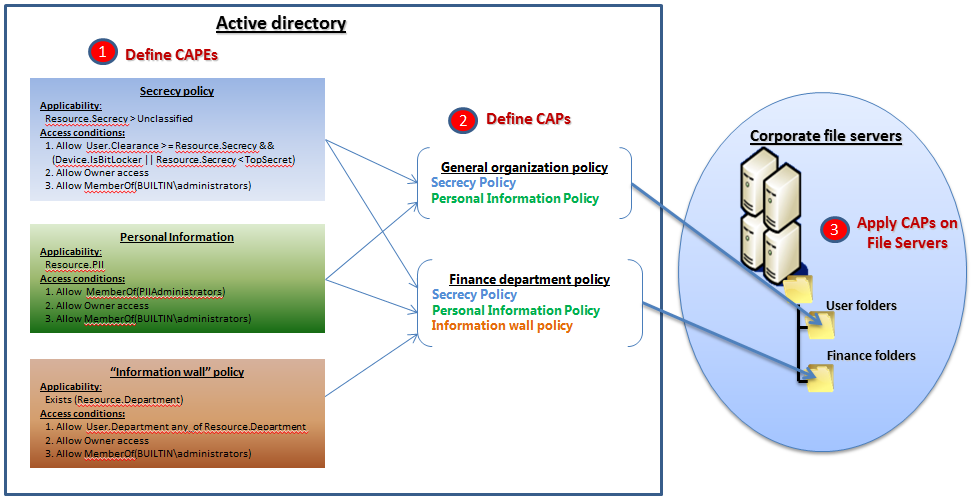 Active directory
1 Define CAPEs
Secrecy policy
Applicability:
Resource.Secrecy > Unclassified
Access conditions:
1. Allow User.Clearance > = Resource.Secrecy &&
(Device.IsBitLocker || Resource.Secrecy < TopSecret)
2. Allow Owner access
3. Allow MemberOf(BUILTIN\administrators)
Personal Information
Applicability:
Resource.PII
Access conditions:
1. Allow MemberOf(PIIAdministrators)
2. Allow Owner access
3. Allow MemberOf(BUILTIN\administrators)
“Information wall” policy
Applicability:
Exists (Resource.Department)
Access conditions:
1. Allow User.Department any_of Resource.Department
2. Allow Owner access
3. Allow MemberOf(BUILTIN\administrators)
2 Define CAPs
General organization policy
Secrecy Policy
Personal Information Policy
Finance department policy
Secrecy Policy
Personal Information Policy
Information wall policy
Corporate file servers
3 Apply CAPs on
File Servers
User folders
Finance folders